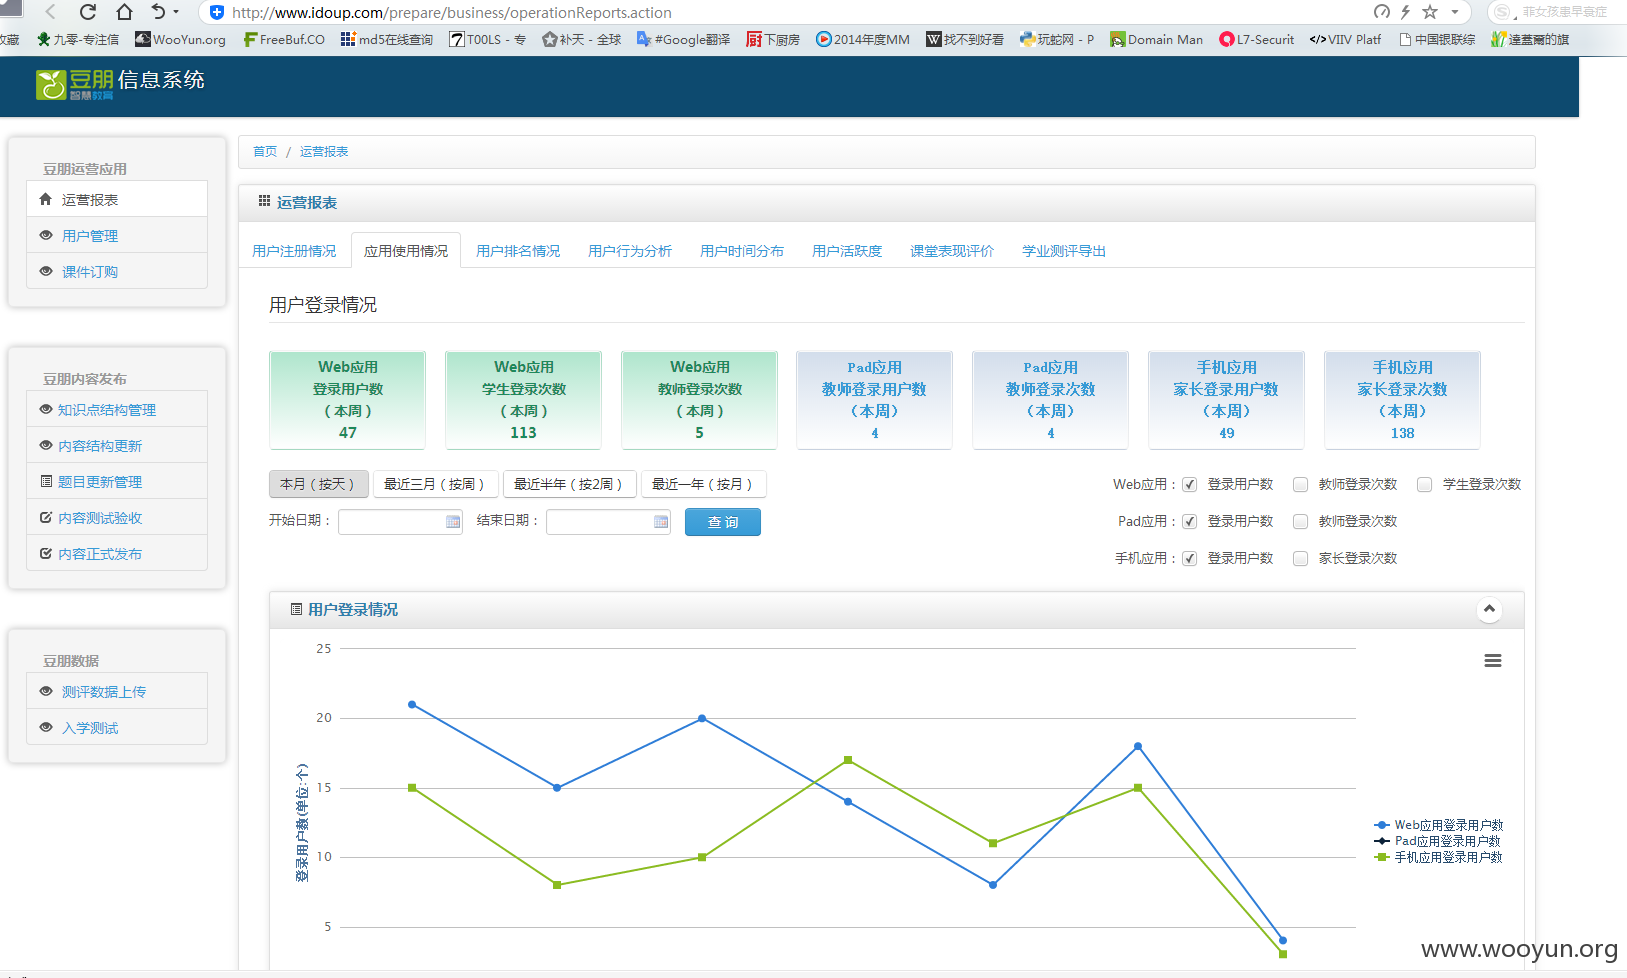 http://www.idoup.com/prepare/business/operationReports.action
菲女孩患早衰症
收藏 九零-专注信 WooYun.org FreeBuf.CO md5在线查询 T00LS - 专 补天 - 全球 #Google翻译 下厨房 2014年度MM 找不到好看 玩蛇网 - P Domain Man L7-Securit VIIV Platf 中国银联综 達蓋爾的旗
豆朋 信息系统
智慧教育
首页 / 运营报表
豆朋运营应用
运营报表
用户管理
课件订购
豆朋内容发布
知识点结构管理
内容结构更新
题目更新管理
内容测试验收
内容正式发布
豆朋数据
测评数据上传
入学测试
运营报表
用户注册情况 应用使用情况 用户排名情况 用户行为分析 用户时间分布 用户活跃度 课堂表现评价 学业测评导出
用户登录情况
Web应用
登录用户数
（本周）
47
Web应用
学生登录次数
（本周）
113
Web应用
教师登录次数
（本周）
5
Pad应用
教师登录用户数
（本周）
4
Pad应用
教师登录次数
（本周）
4
手机应用
家长登录用户数
（本周）
49
手机应用
家长登录次数
（本周）
138
本月（按天） 最近三月（按周） 最近半年（按2周） 最近一年（按月）
开始日期： 结束日期： 查 询
Web应用： 登录用户数 教师登录次数 学生登录次数
Pad应用： 登录用户数 教师登录次数
手机应用： 登录用户数 家长登录次数
用户登录情况
登录用户数(单位:个)
25
20
15
10
5
Web应用登录用户数
Pad应用登录用户数
手机应用登录用户数
www.wooyun.org